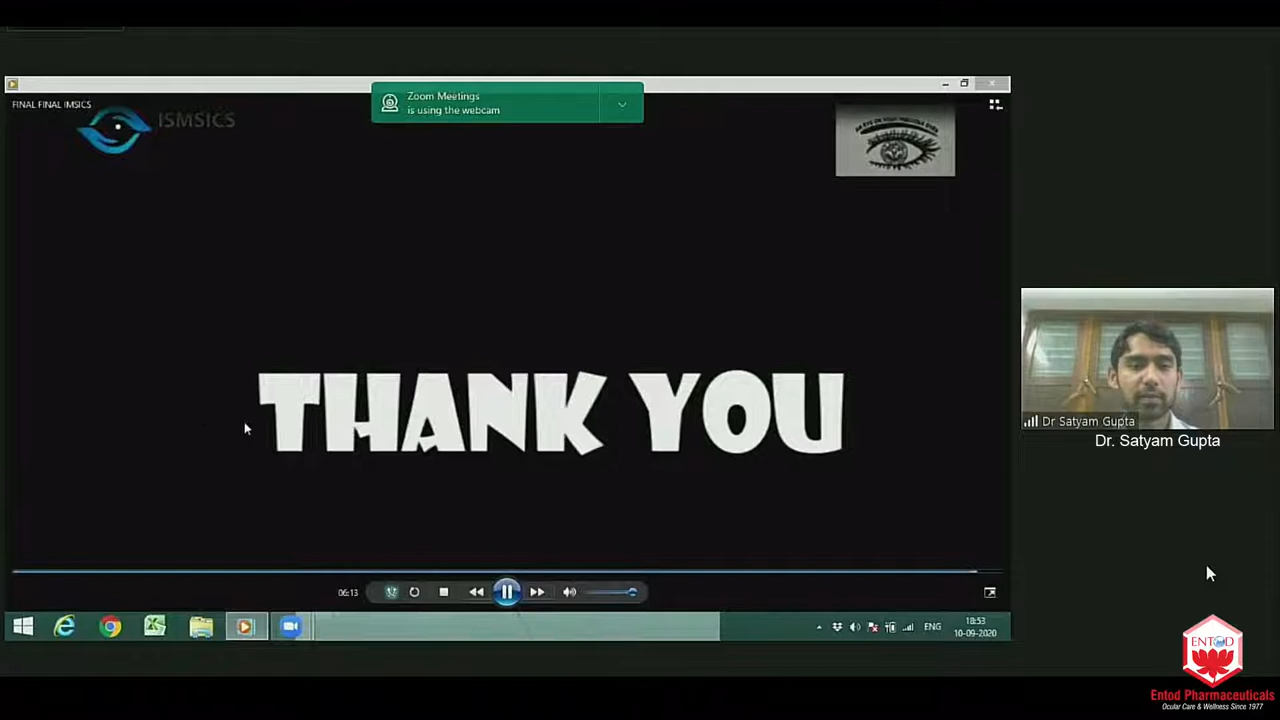 FINAL FINAL IMSICS
ISMSICS
Zoom Meetings
is using the webcam
THANK YOU
Dr Satyam Gupta
Dr. Satyam Gupta
06:13
ENG
18:53
10-09-2020
ENTOD
Entod Pharmaceuticals
Ocular Care & Wellness Since 1977